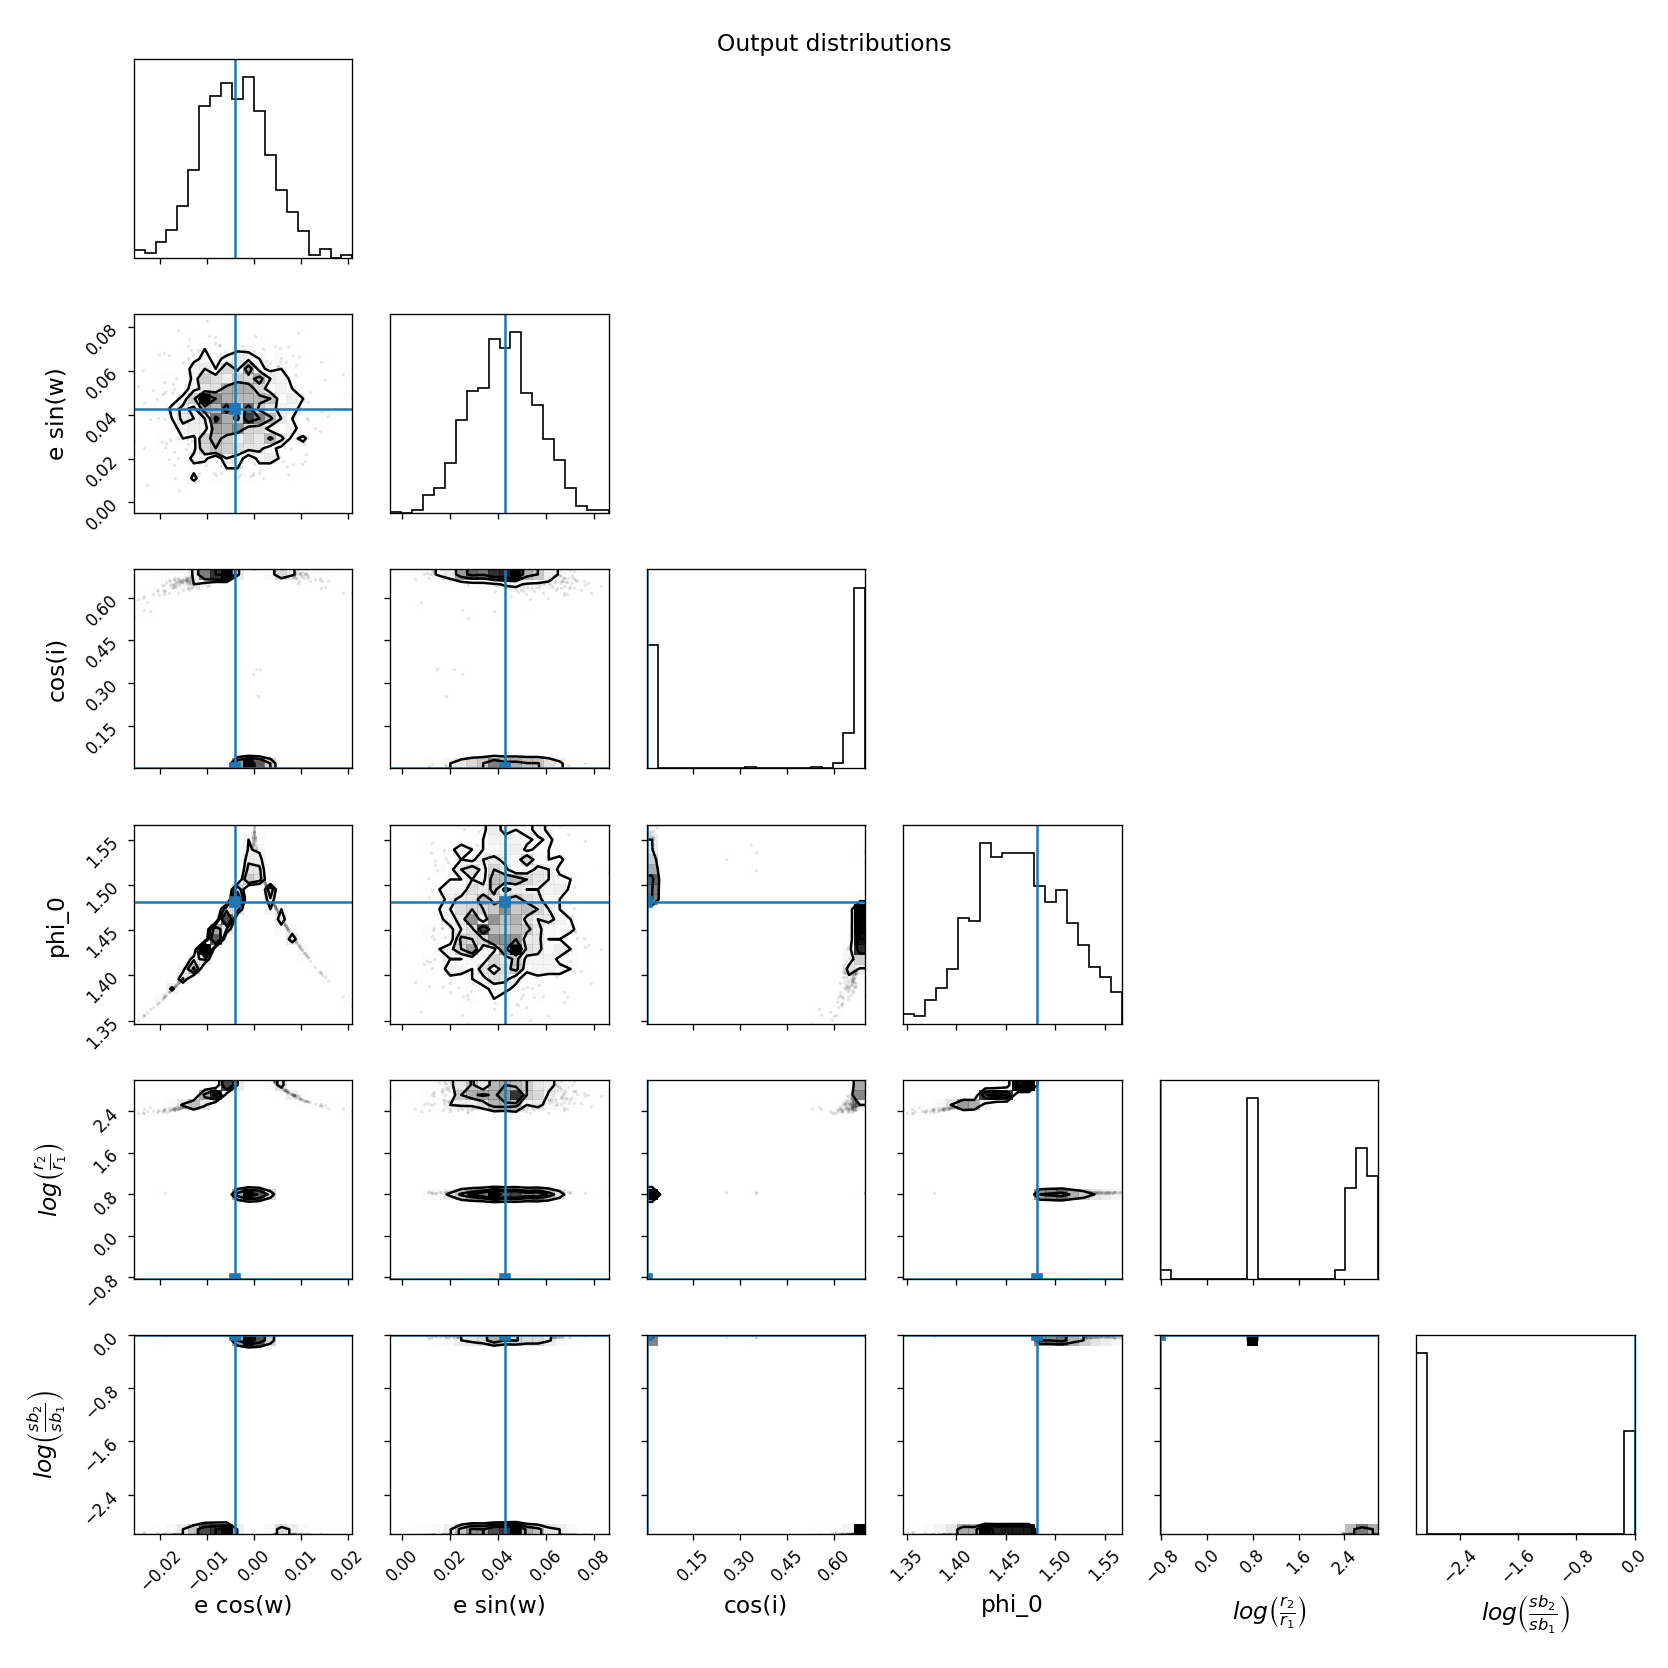 Output distributions
e sin(w)
0.08
0.06
0.04
0.02
0.00
cos(i)
0.60
0.45
0.30
0.15
phi_0
1.55
1.50
1.45
1.40
1.35
log(r2/r1)
2.4
1.6
0.8
0.0
−0.8
log(sb2/sb1)
0.0
−0.8
−1.6
−2.4
−0.02 −0.01 0.00 0.01 0.02
0.00 0.02 0.04 0.06 0.08
0.15 0.30 0.45 0.60
1.35 1.40 1.45 1.50 1.55
−0.8 0.0 0.8 1.6 2.4
−2.4 −1.6 −0.8 0.0
e cos(w)
e sin(w)
cos(i)
phi_0
log(r2/r1)
log(sb2/sb1)